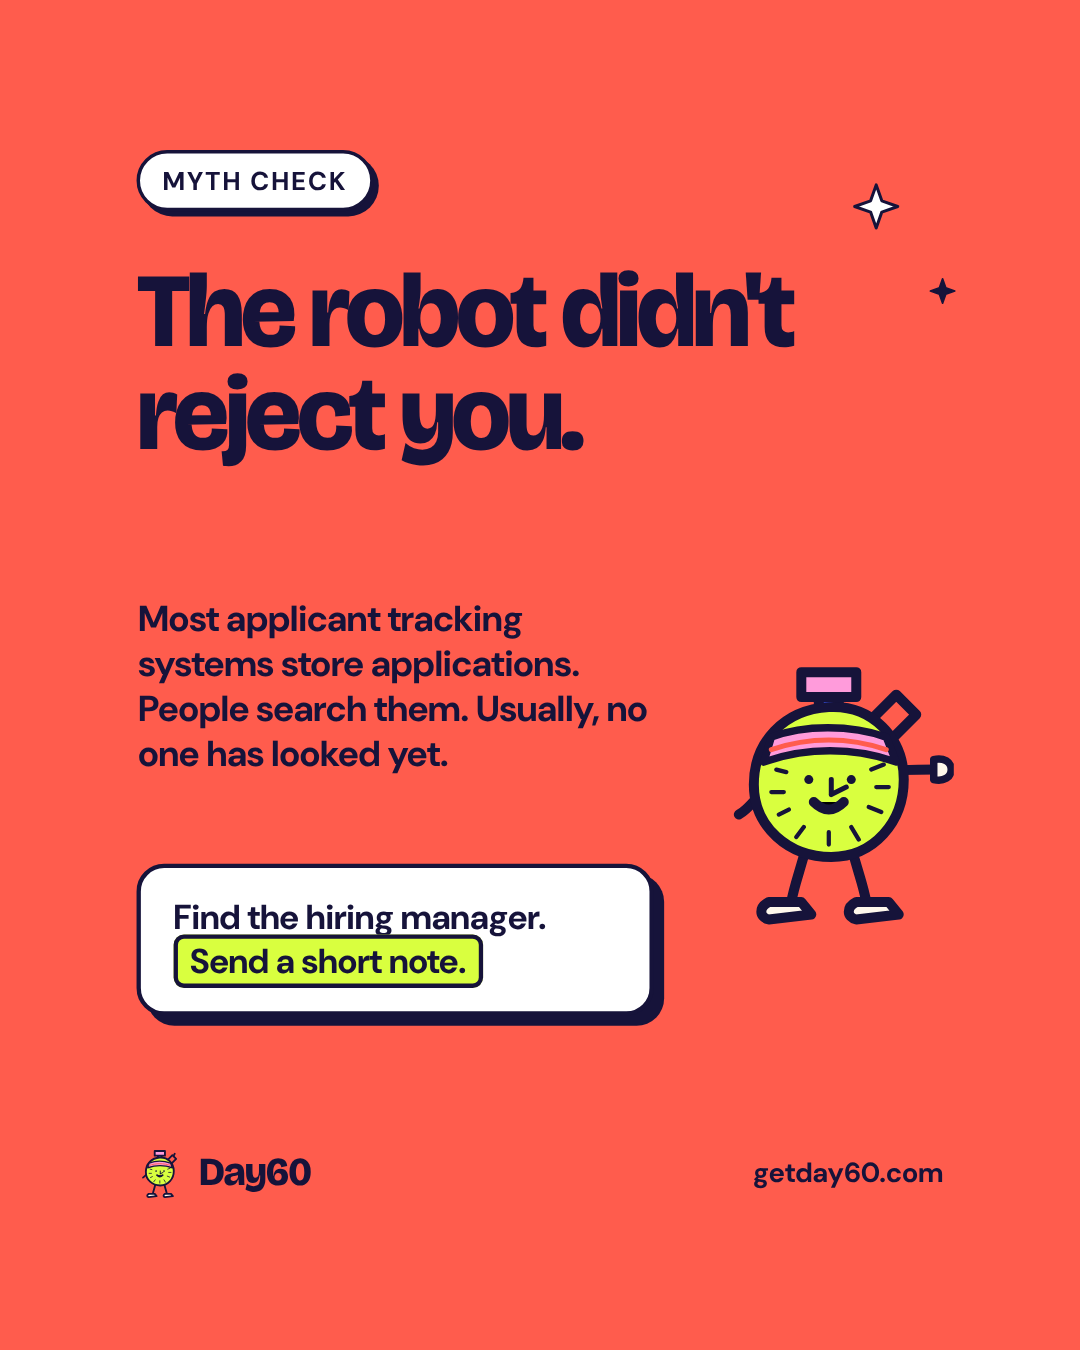 MYTH CHECK
The robot didn't
reject you.
Most applicant tracking
systems store applications.
People search them. Usually, no
one has looked yet.
Find the hiring manager.
Send a short note.
Day60
getday60.com